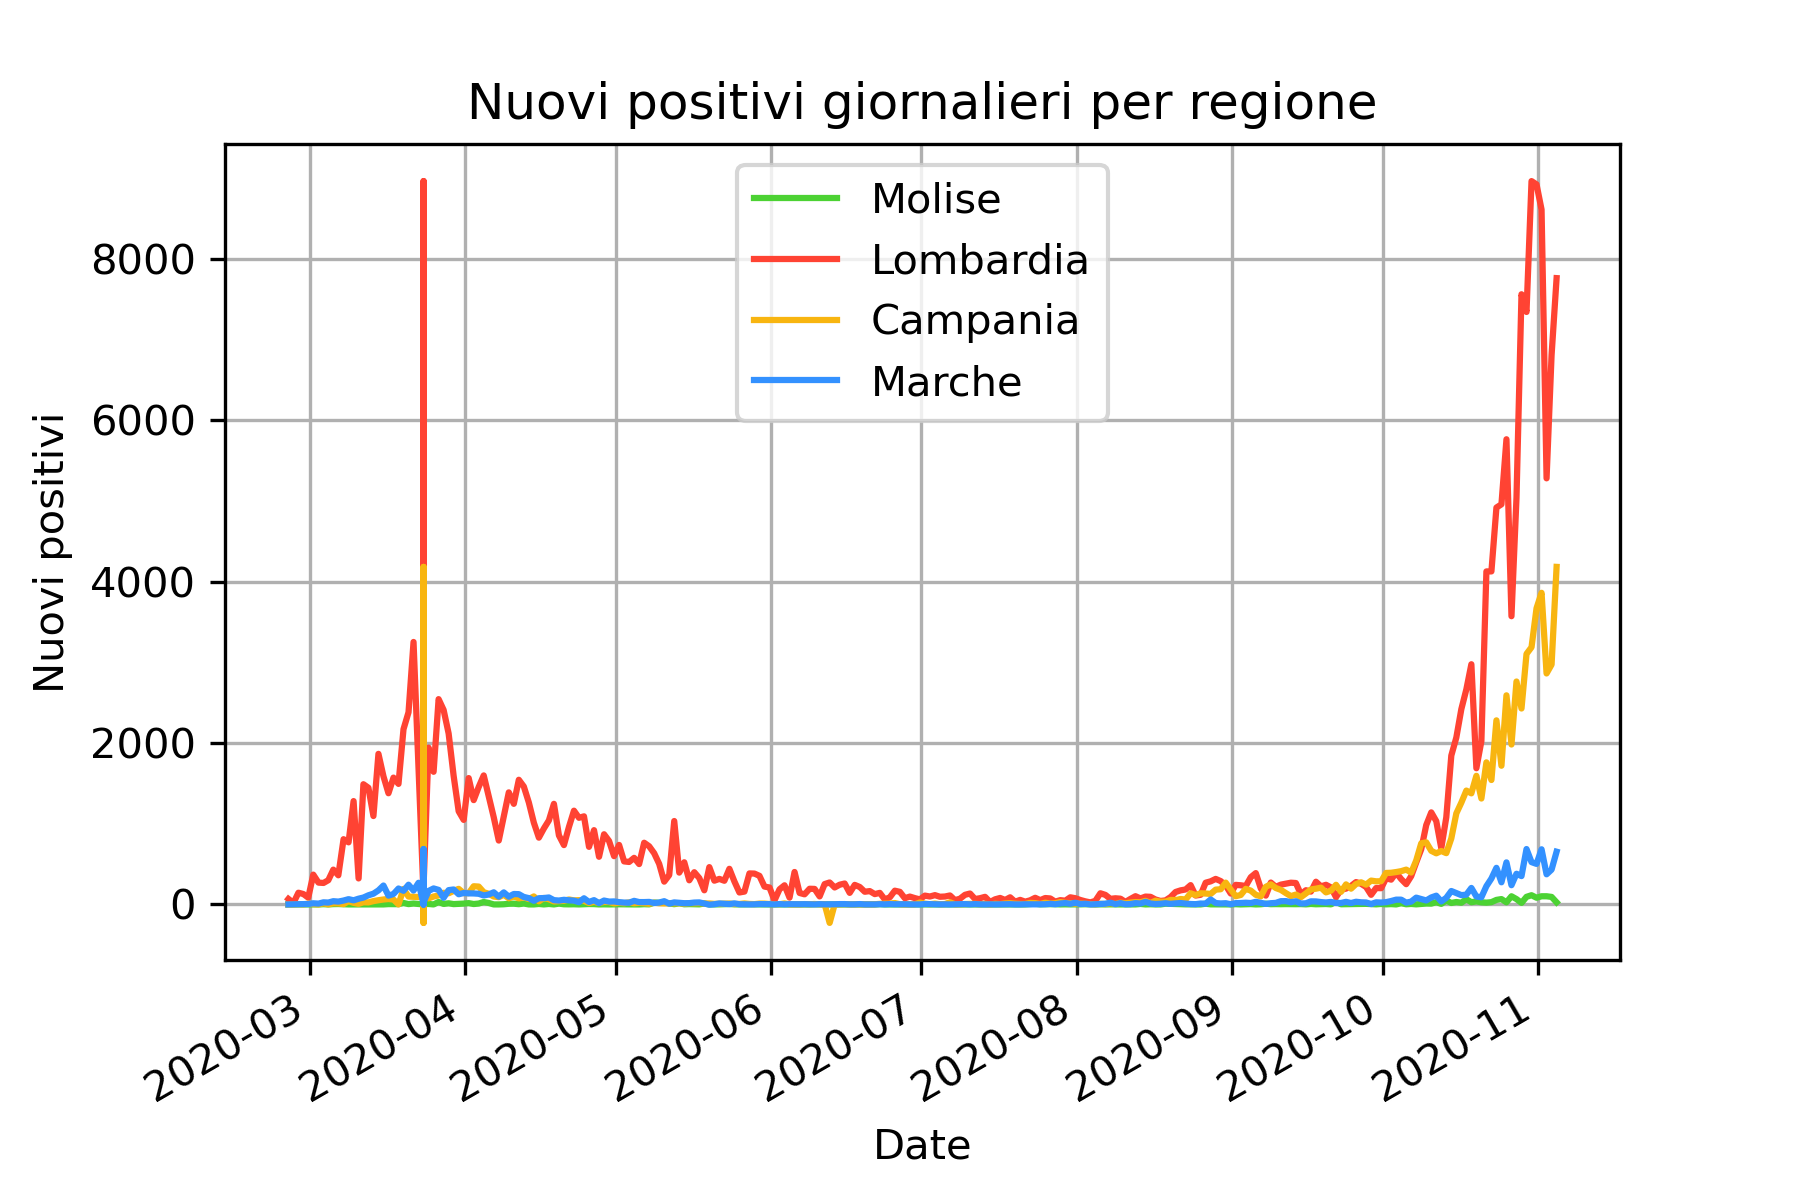 Nuovi positivi giornalieri per regione
Molise
Lombardia
Campania
Marche
8000
6000
4000
2000
0
Nuovi positivi
2020-03
2020-04
2020-05
2020-06
2020-07
2020-08
2020-09
2020-10
2020-11
Date